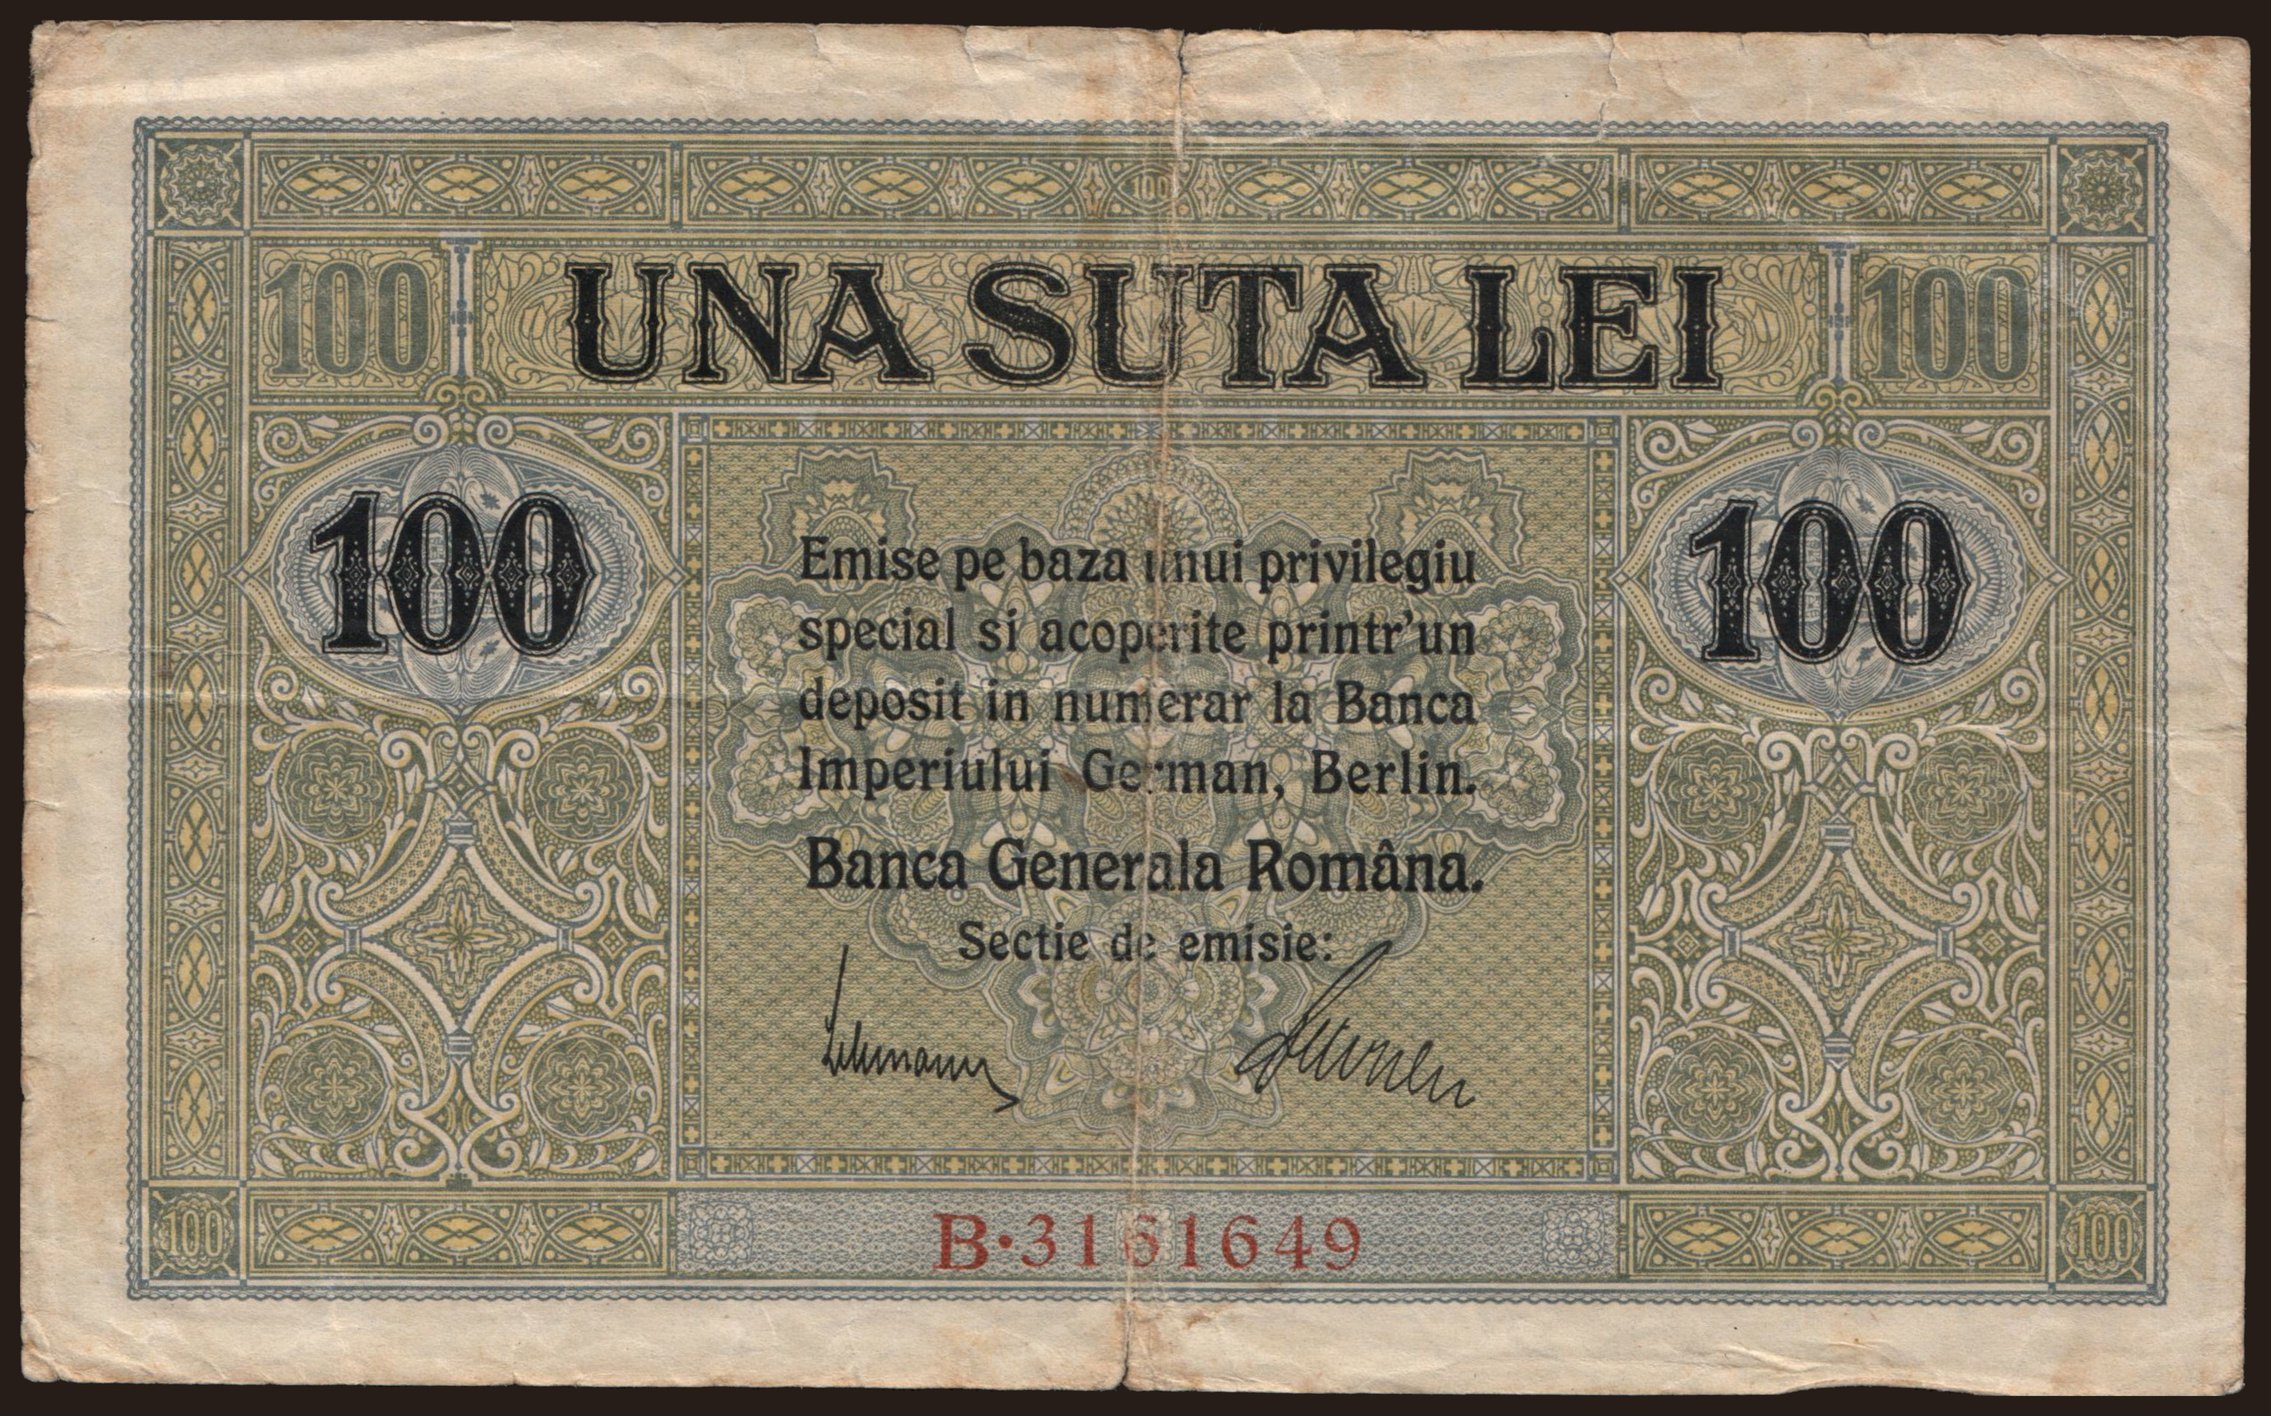 100
100 UNA SUTA LEI 100
100 100
Emise pe baza unui privilegiu
special si acoperite printr'un
deposit in numerar la Banca
Imperiului German, Berlin.
Banca Generala Româna.
Sectie de emisie:
100 B·3161649 100